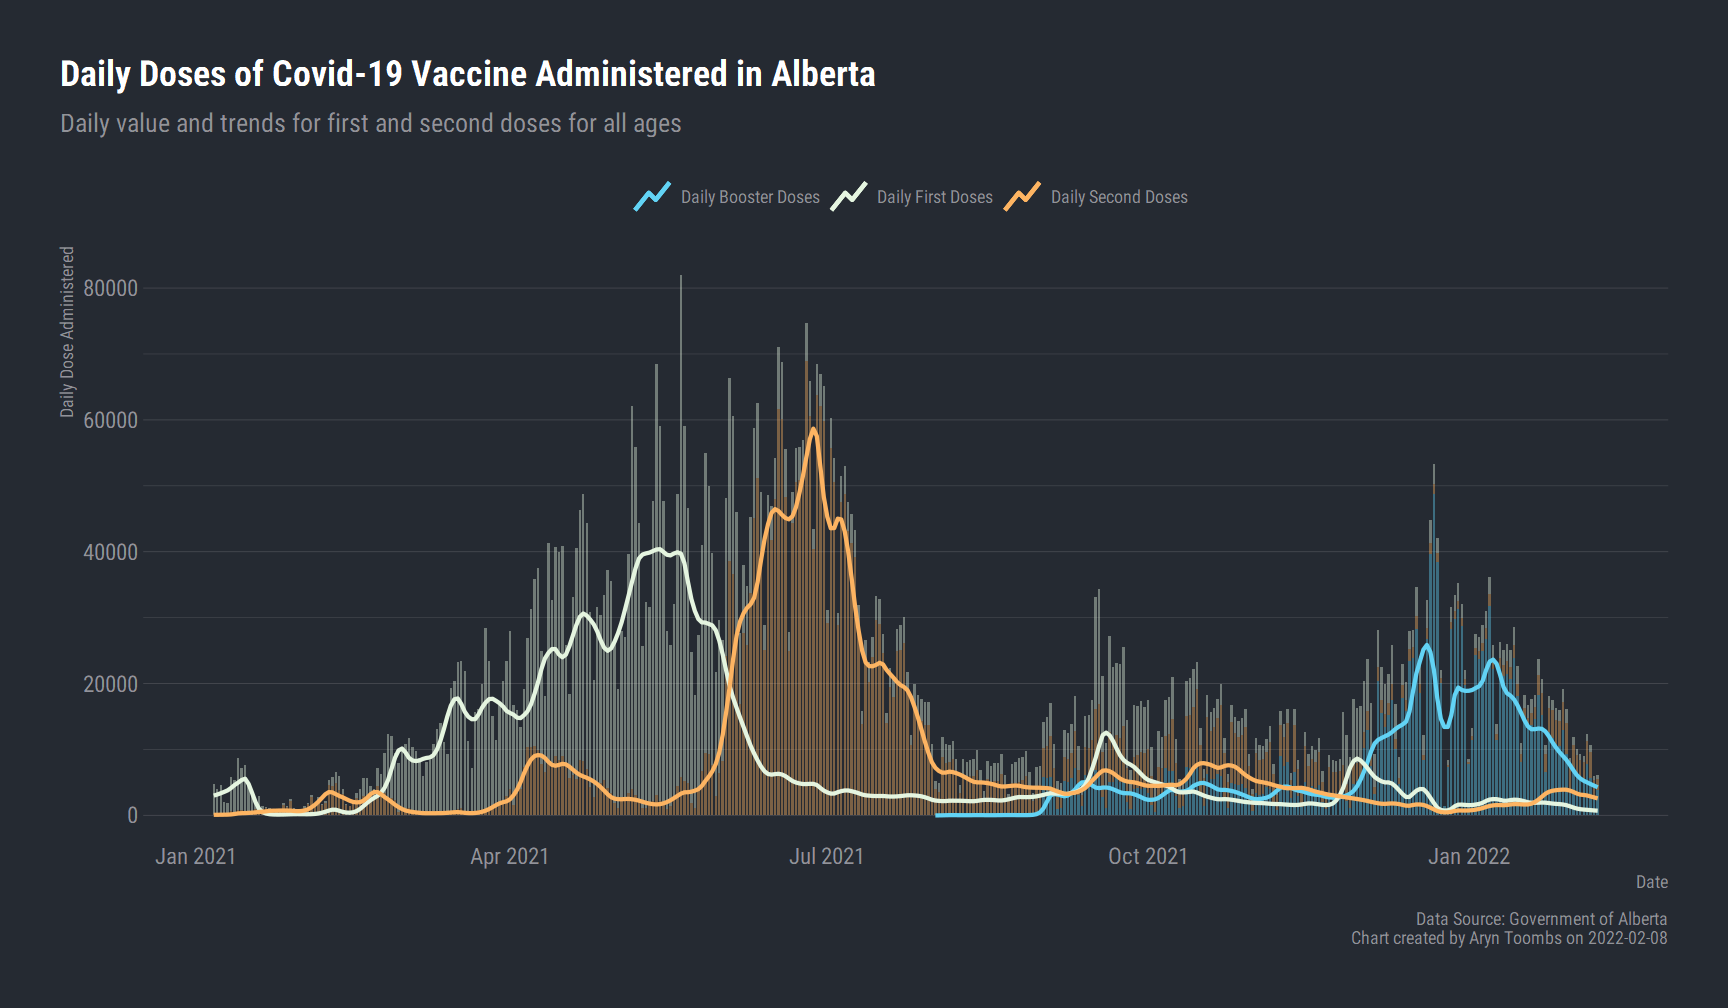 Daily Doses of Covid-19 Vaccine Administered in Alberta
Daily value and trends for first and second doses for all ages
Daily Booster Doses
Daily First Doses
Daily Second Doses
Daily Dose Administered
80000
60000
40000
20000
0
Jan 2021
Apr 2021
Jul 2021
Oct 2021
Jan 2022
Date
Data Source: Government of Alberta
Chart created by Aryn Toombs on 2022-02-08